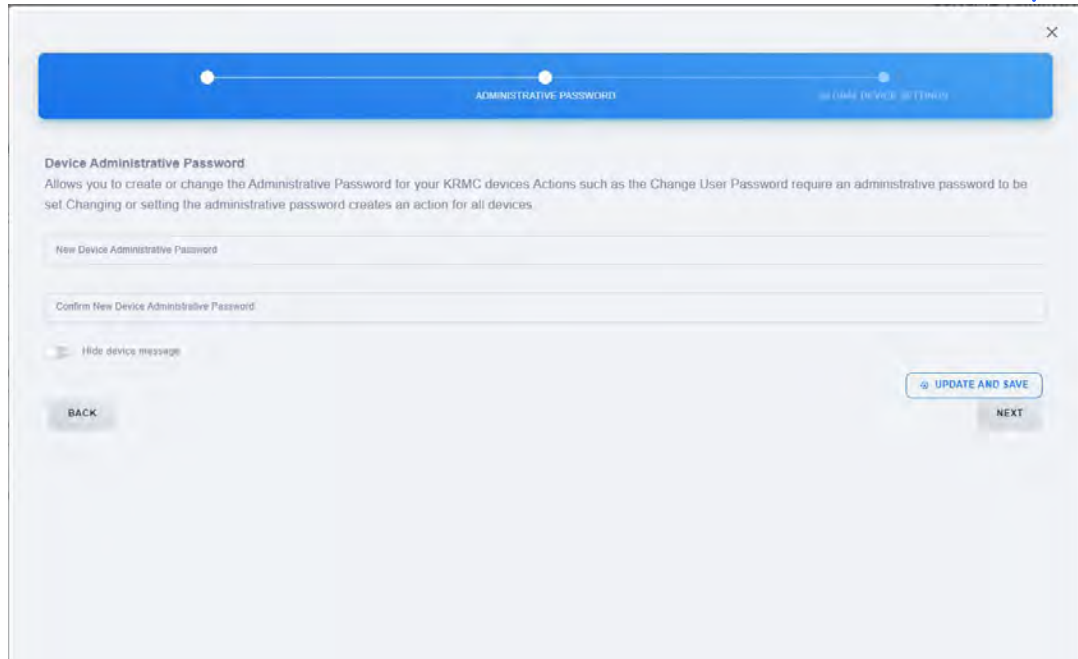 ADMINISTRATIVE PASSWORD
GLOBAL DEVICE SETTINGS
Device Administrative Password
Allows you to create or change the Administrative Password for your KRMC devices Actions such as the Change User Password require an administrative password to be
set Changing or setting the administrative password creates an action for all devices
New Device Administrative Password
Confirm New Device Administrative Password
Hide device message
UPDATE AND SAVE
BACK
NEXT